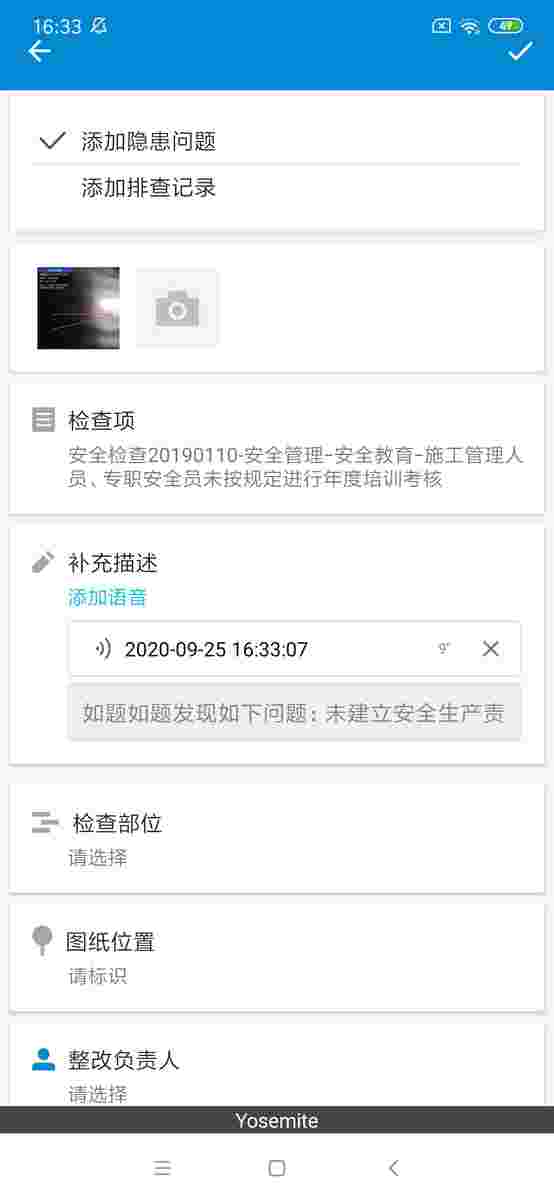 16:33
49
添加隐患问题
添加排查记录
检查项
安全检查20190110-安全管理-安全教育-施工管理人
员、专职安全员未按规定进行年度培训考核
补充描述
添加语音
2020-09-25 16:33:07 9"
如题如题发现如下问题：未建立安全生产责
检查部位
请选择
图纸位置
请标识
整改负责人
请选择
Yosemite